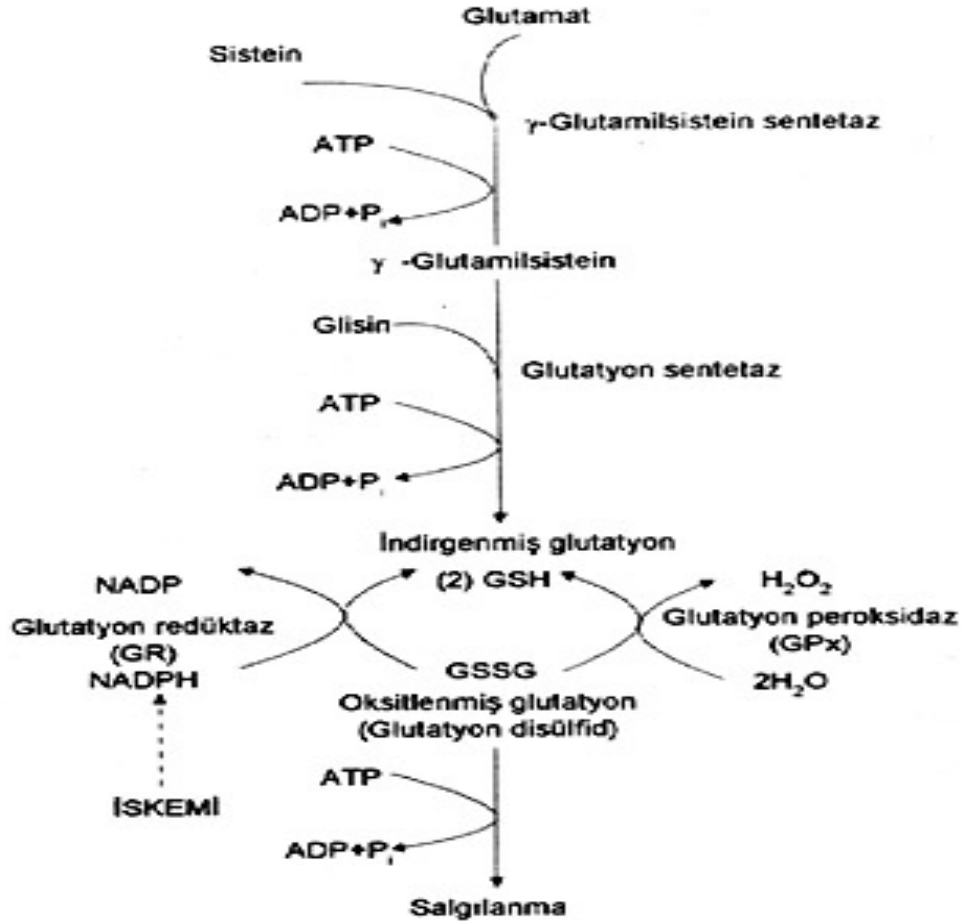 Glutamat
Sistein
γ-Glutamilsistein sentetaz
ATP
ADP+Pi
γ -Glutamilsistein
Glisin
Glutatyon sentetaz
ATP
ADP+Pi
İndirgenmiş glutatyon
NADP
(2) GSH
H₂O₂
Glutatyon redüktaz
(GR)
Glutatyon peroksidaz
(GPx)
NADPH
GSSG
2H₂O
Oksitlenmiş glutatyon
(Glutatyon disülfid)
ATP
İSKEMİ
ADP+Pi
Salgılanma